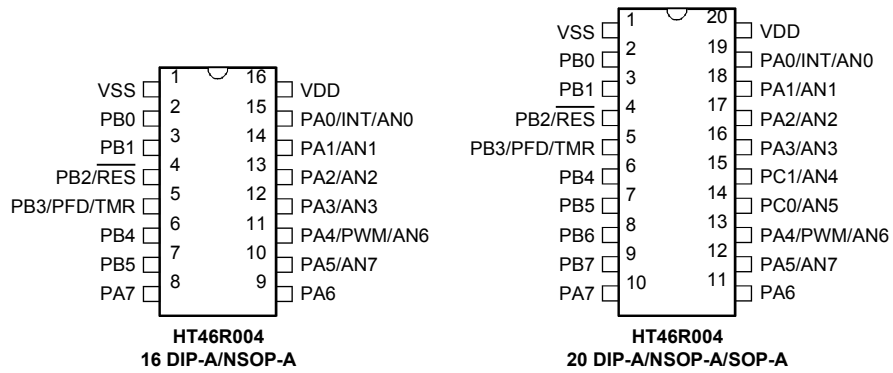 VSS 1 16 VDD
PB0 2 15 PA0/INT/AN0
PB1 3 14 PA1/AN1
PB2/RES 4 13 PA2/AN2
PB3/PFD/TMR 5 12 PA3/AN3
PB4 6 11 PA4/PWM/AN6
PB5 7 10 PA5/AN7
PA7 8 9 PA6
HT46R004
16 DIP-A/NSOP-A
VSS 1 20 VDD
PB0 2 19 PA0/INT/AN0
PB1 3 18 PA1/AN1
PB2/RES 4 17 PA2/AN2
PB3/PFD/TMR 5 16 PA3/AN3
PB4 6 15 PC1/AN4
PB5 7 14 PC0/AN5
PB6 8 13 PA4/PWM/AN6
PB7 9 12 PA5/AN7
PA7 10 11 PA6
HT46R004
20 DIP-A/NSOP-A/SOP-A